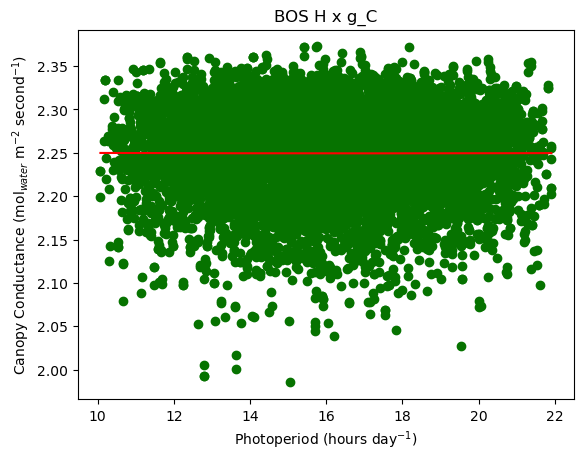 BOS H x g_C
Canopy Conductance (mol_water m⁻² second⁻¹)
2.35
2.30
2.25
2.20
2.15
2.10
2.05
2.00
10 12 14 16 18 20 22
Photoperiod (hours day⁻¹)